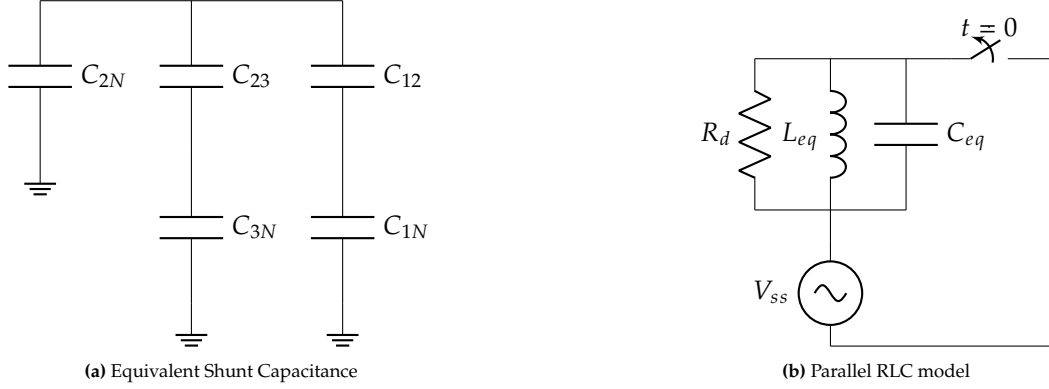 C2N
C23
C12
C3N
C1N
(a) Equivalent Shunt Capacitance
t = 0
Rd
Leq
Ceq
Vss
(b) Parallel RLC model